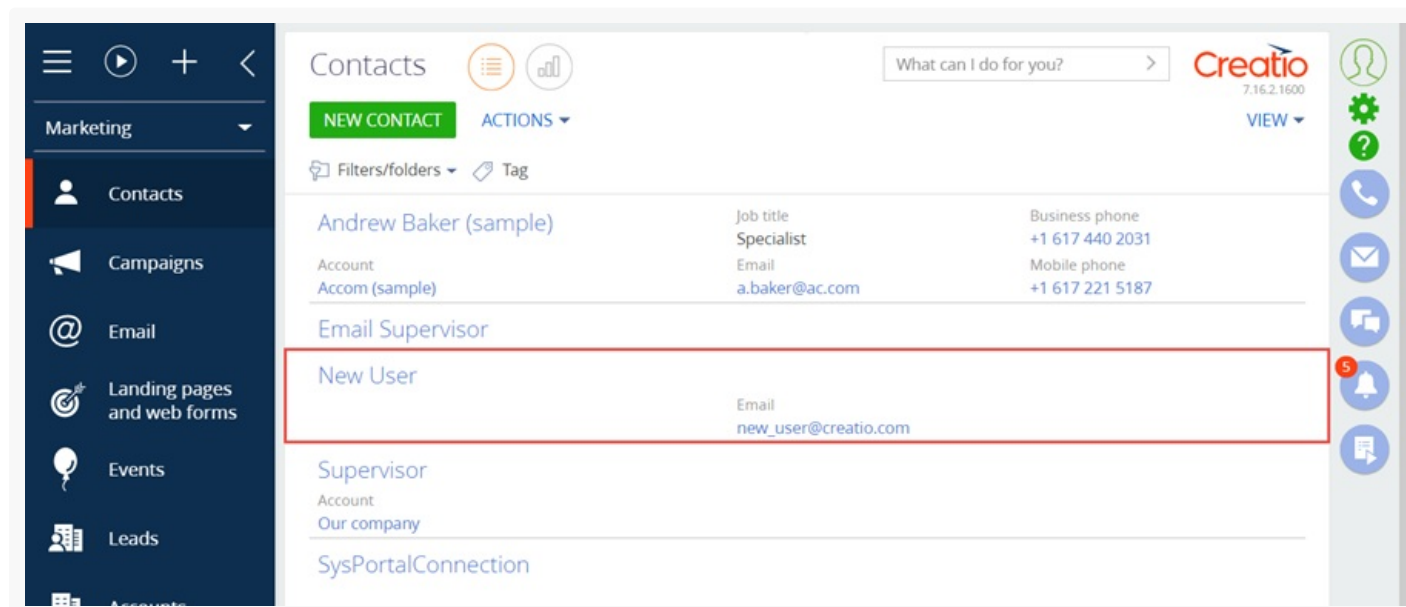 Marketing
Contacts
Campaigns
Email
Landing pages
and web forms
Events
Leads
Accounts
Contacts
What can I do for you?
Creatio
7.16.2.1600
NEW CONTACT
ACTIONS
VIEW
Filters/folders
Tag
Andrew Baker (sample)
Job title
Specialist
Business phone
+1 617 440 2031
Account
Accom (sample)
Email
a.baker@ac.com
Mobile phone
+1 617 221 5187
Email Supervisor
New User
Email
new_user@creatio.com
Supervisor
Account
Our company
SysPortalConnection
?
5